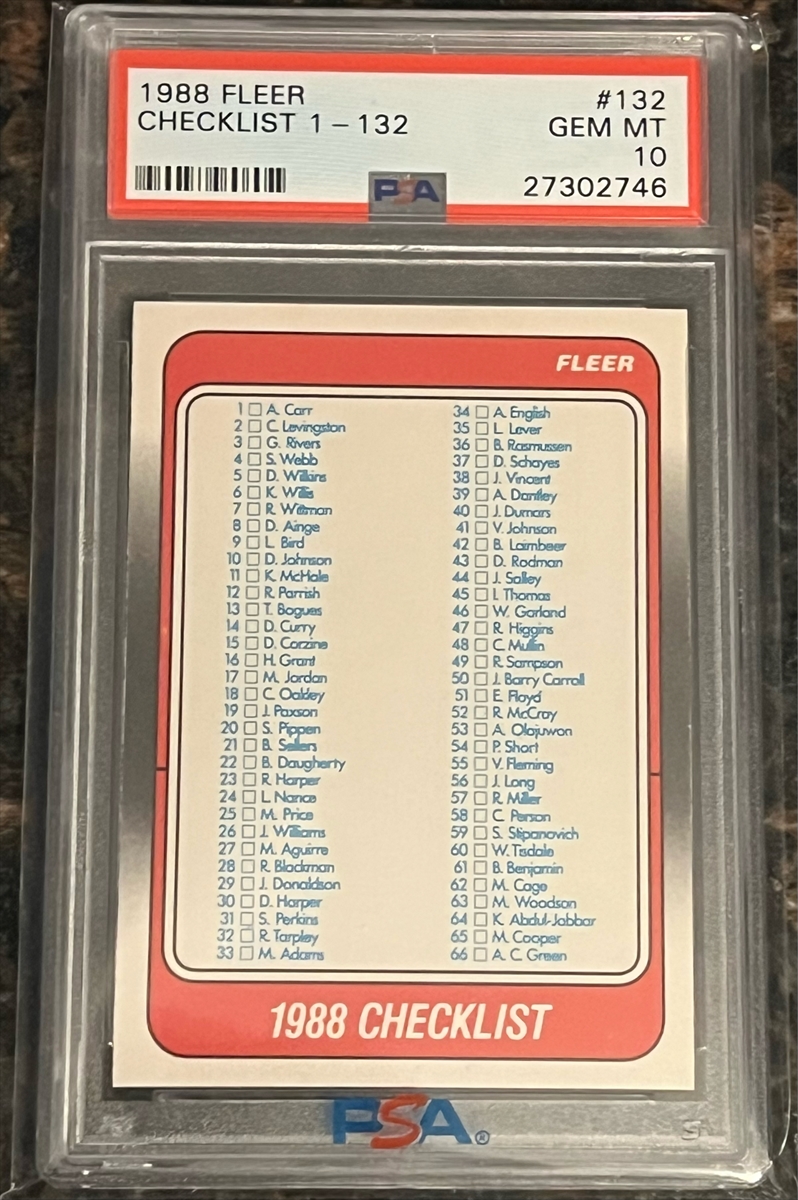 1988 FLEER #132
CHECKLIST 1 - 132 GEM MT
10
PSA 27302746
FLEER
1 A. Carr
2 C. Levingston
3 G. Rivers
4 S. Webb
5 D. Wilkins
6 K. Willis
7 R. Wittman
8 D. Ainge
9 L. Bird
10 D. Johnson
11 K. McHale
12 R. Parrish
13 T. Bogues
14 D. Curry
15 D. Corzine
16 H. Grant
17 M. Jordan
18 C. Oakley
19 J. Paxson
20 S. Pippen
21 B. Sellers
22 B. Daugherty
23 R. Harper
24 L. Nance
25 M. Price
26 J. Williams
27 M. Aguirre
28 R. Blackman
29 J. Donaldson
30 D. Harper
31 S. Perkins
32 R. Tarpley
33 M. Adams
34 A. English
35 L. Lever
36 B. Rasmussen
37 D. Schayes
38 J. Vincent
39 A. Dantley
40 J. Dumars
41 V. Johnson
42 B. Laimbeer
43 D. Rodman
44 J. Salley
45 I. Thomas
46 W. Garland
47 R. Higgins
48 C. Mullin
49 R. Sampson
50 J. Barry Carroll
51 E. Floyd
52 R. McCray
53 A. Olajuwon
54 P. Short
55 V. Fleming
56 J. Long
57 R. Miller
58 C. Person
59 S. Stipanovich
60 W. Tisdale
61 B. Benjamin
62 M. Cage
63 M. Woodson
64 K. Abdul-Jabbar
65 M. Cooper
66 A. C. Green
1988 CHECKLIST
PSA® S